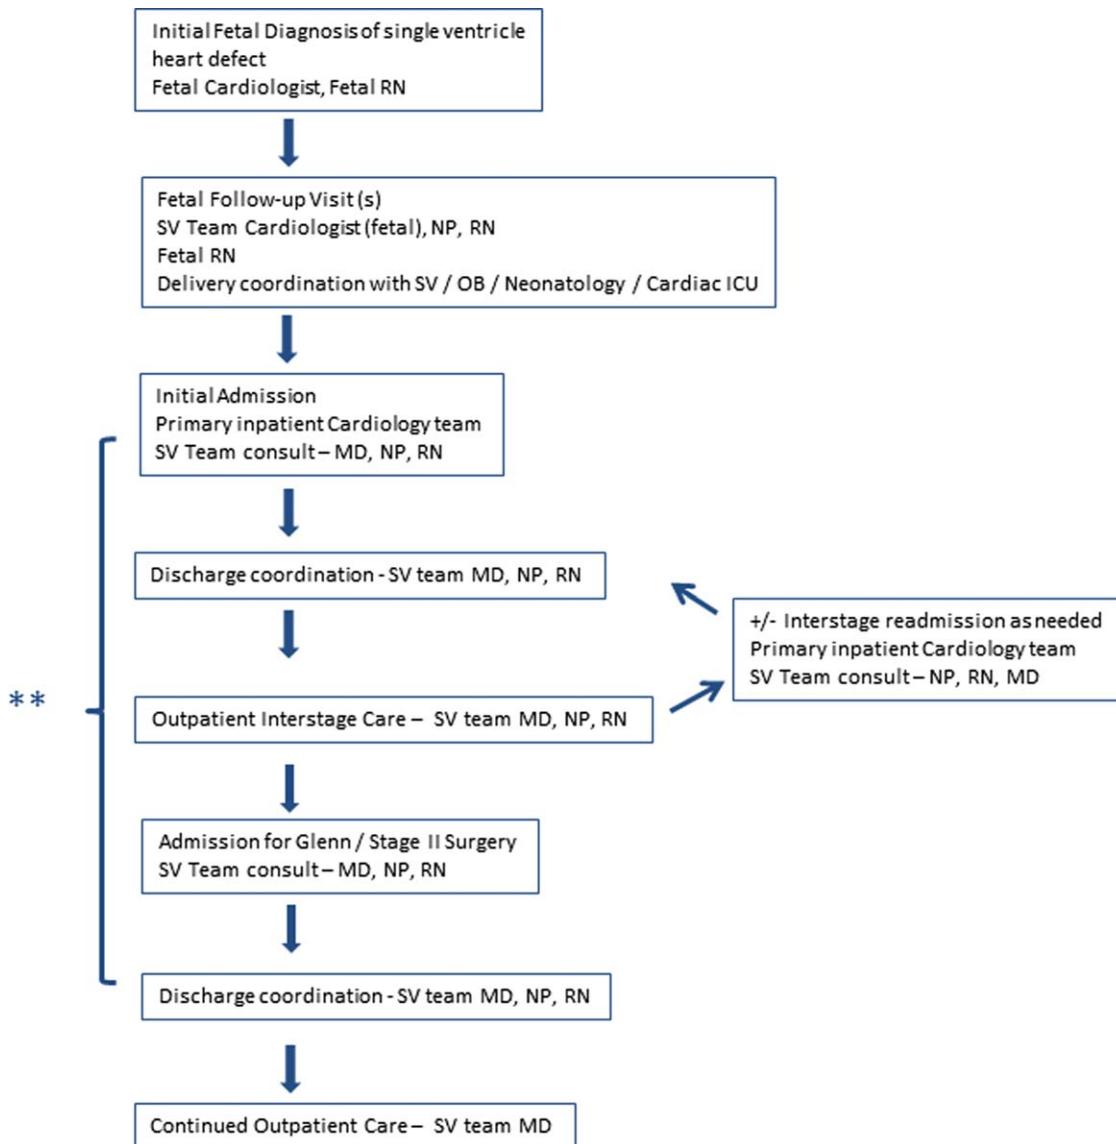 Initial Fetal Diagnosis of single ventricle
heart defect
Fetal Cardiologist, Fetal RN
Fetal Follow-up Visit (s)
SV Team Cardiologist (fetal), NP, RN
Fetal RN
Delivery coordination with SV / OB / Neonatology / Cardiac ICU
Initial Admission
Primary inpatient Cardiology team
SV Team consult – MD, NP, RN
Discharge coordination - SV team MD, NP, RN
+/- Interstage readmission as needed
Primary inpatient Cardiology team
SV Team consult – NP, RN, MD
**
Outpatient Interstage Care – SV team MD, NP, RN
Admission for Glenn / Stage II Surgery
SV Team consult – MD, NP, RN
Discharge coordination - SV team MD, NP, RN
Continued Outpatient Care – SV team MD